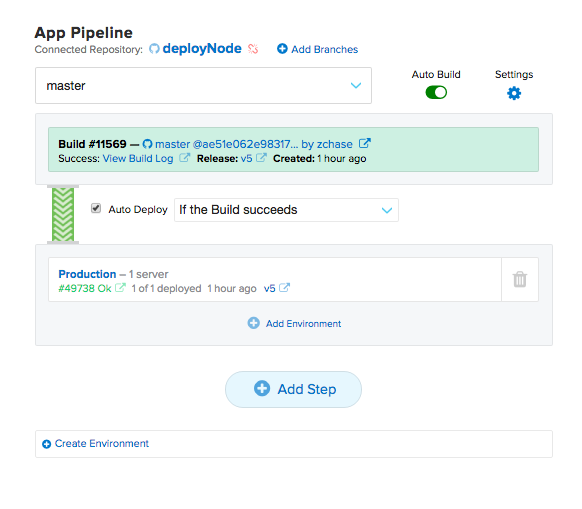 App Pipeline
Connected Repository: deployNode Add Branches
master
Auto Build
Settings
Build #11569 — master @ae51e062e98317... by zchase
Success: View Build Log Release: v5 Created: 1 hour ago
Auto Deploy If the Build succeeds
Production – 1 server
#49738 Ok 1 of 1 deployed 1 hour ago v5
Add Environment
Add Step
Create Environment